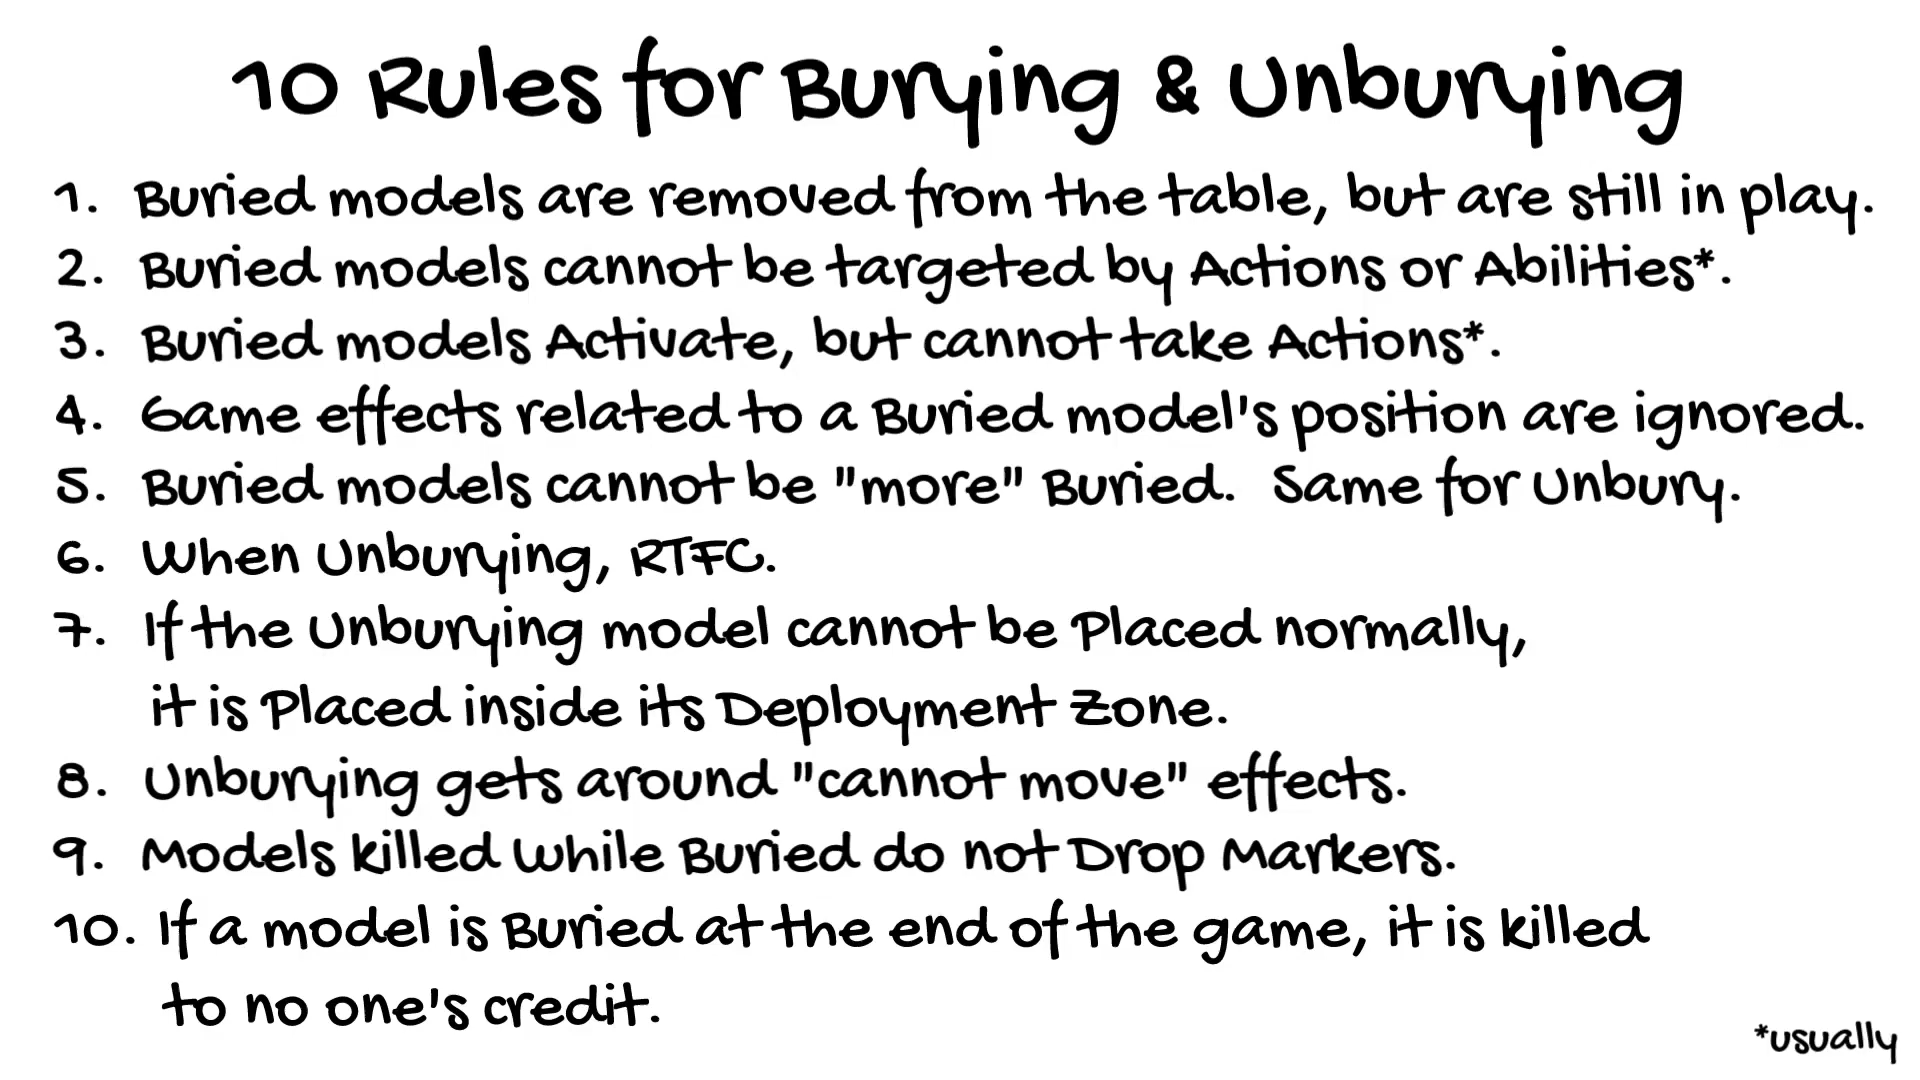 10 Rules for Burying & Unburying
1. Buried models are removed from the table, but are still in play.
2. Buried models cannot be targeted by Actions or Abilities*.
3. Buried models Activate, but cannot take Actions*.
4. Game effects related to a Buried model's position are ignored.
5. Buried models cannot be "more" Buried. Same for Unbury.
6. When Unburying, RTFC.
7. If the Unburying model cannot be Placed normally,
it is Placed inside its Deployment Zone.
8. Unburying gets around "cannot move" effects.
9. Models killed while Buried do not Drop Markers.
10. If a model is Buried at the end of the game, it is killed
to no one's credit.
*usually